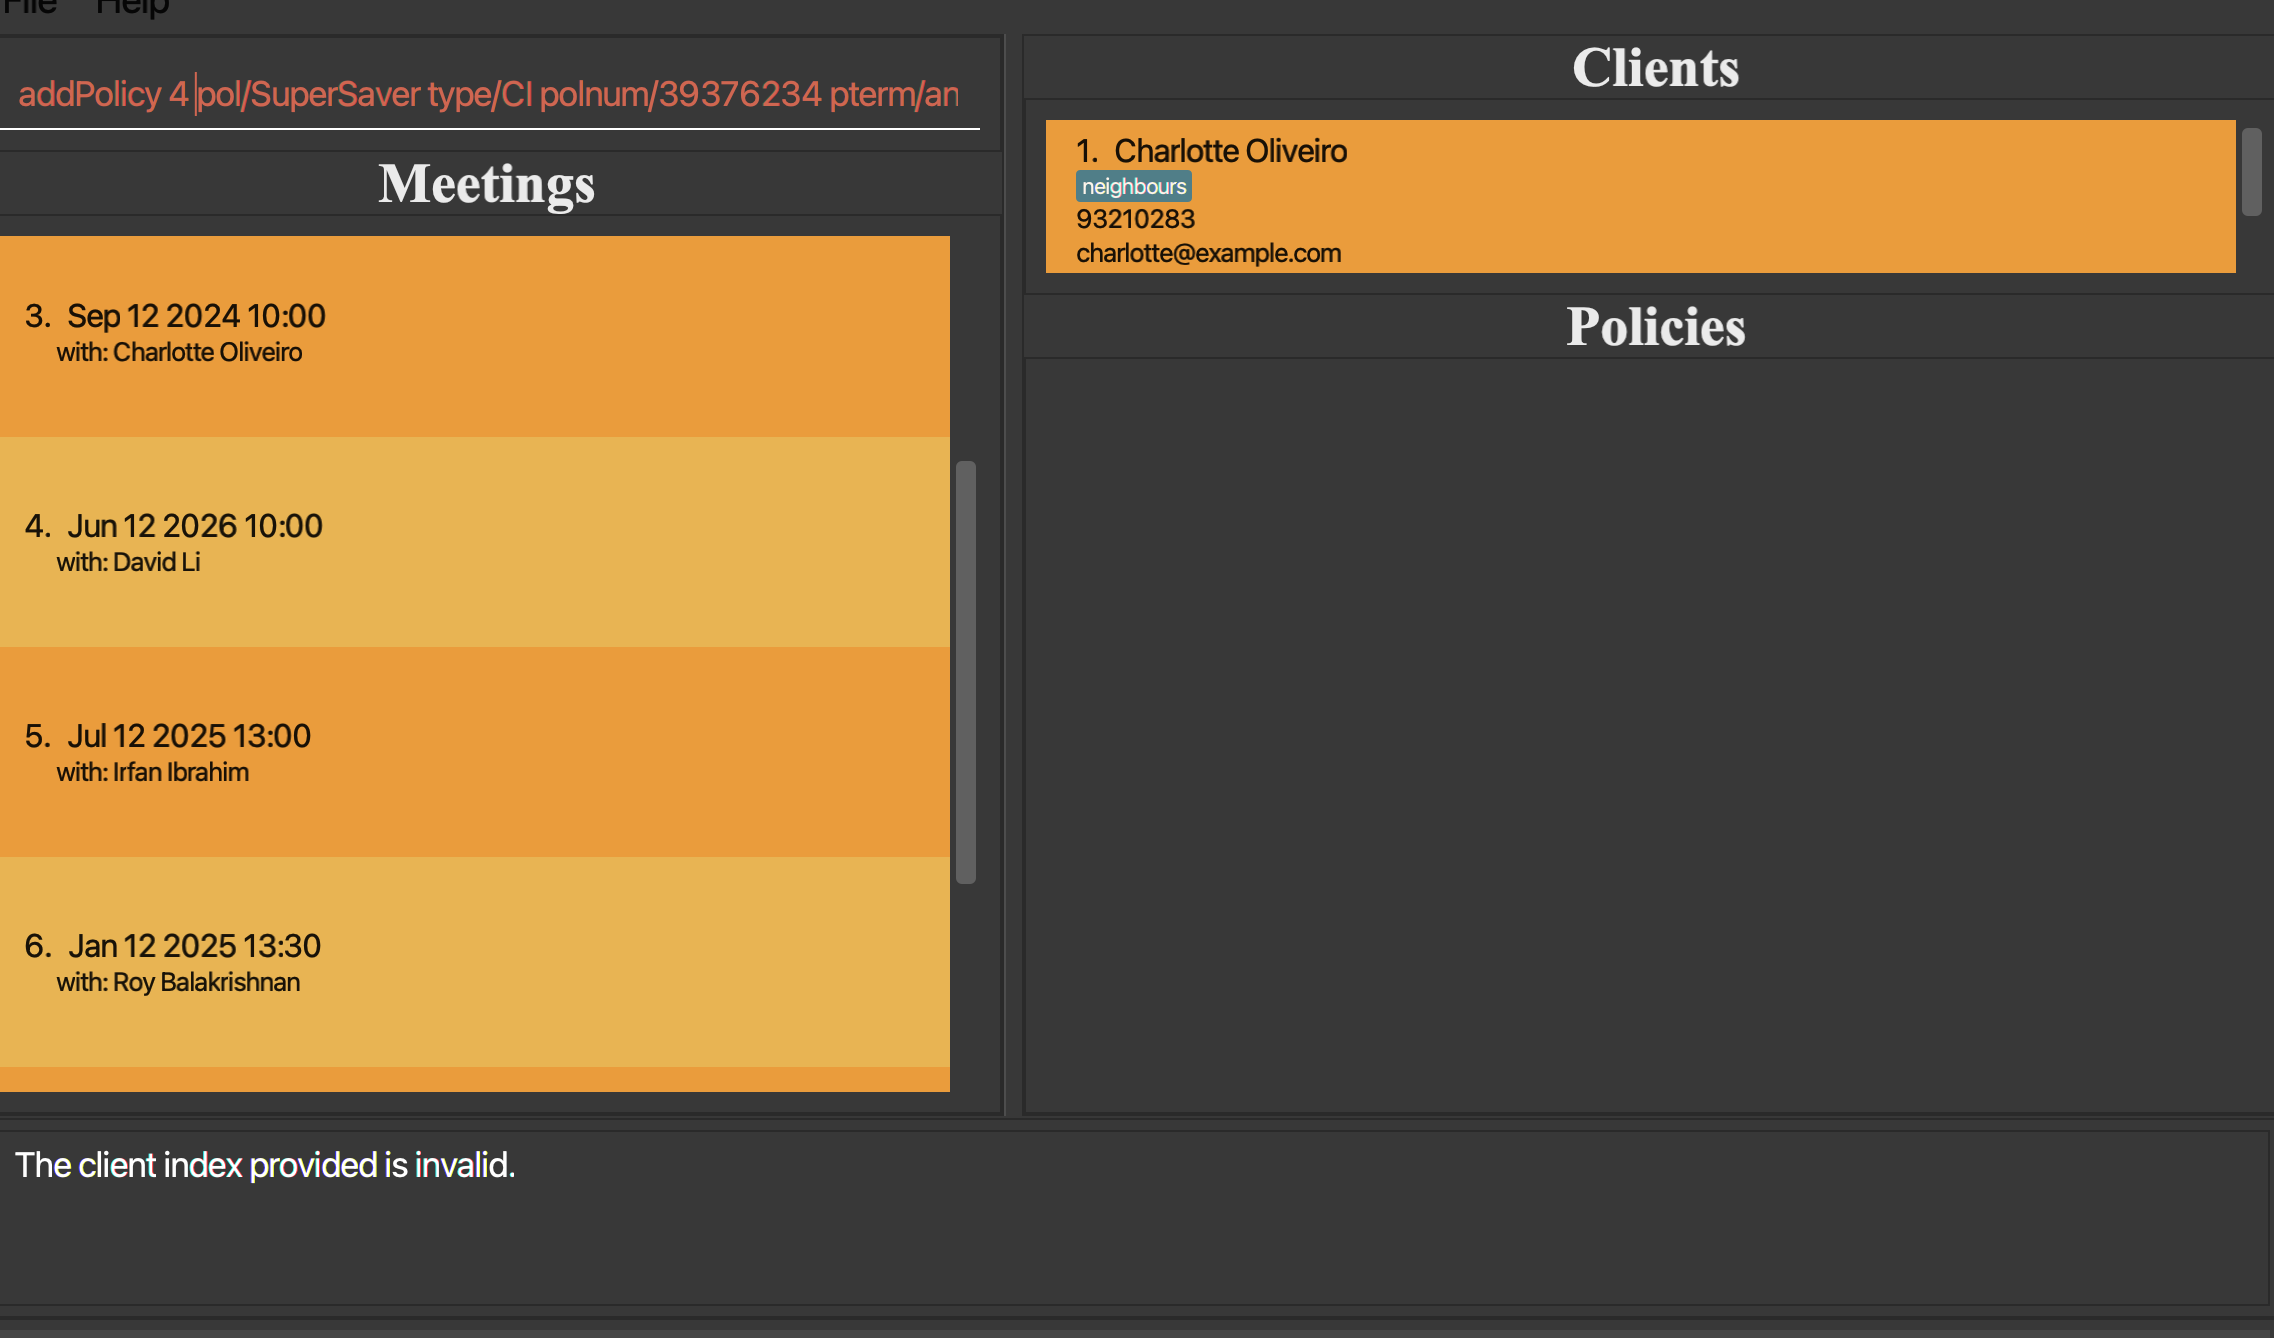 File Help
addPolicy 4 pol/SuperSaver type/CI polnum/39376234 pterm/an
Meetings
3. Sep 12 2024 10:00
with: Charlotte Oliveiro
4. Jun 12 2026 10:00
with: David Li
5. Jul 12 2025 13:00
with: Irfan Ibrahim
6. Jan 12 2025 13:30
with: Roy Balakrishnan
Clients
1. Charlotte Oliveiro
neighbours
93210283
charlotte@example.com
Policies
The client index provided is invalid.